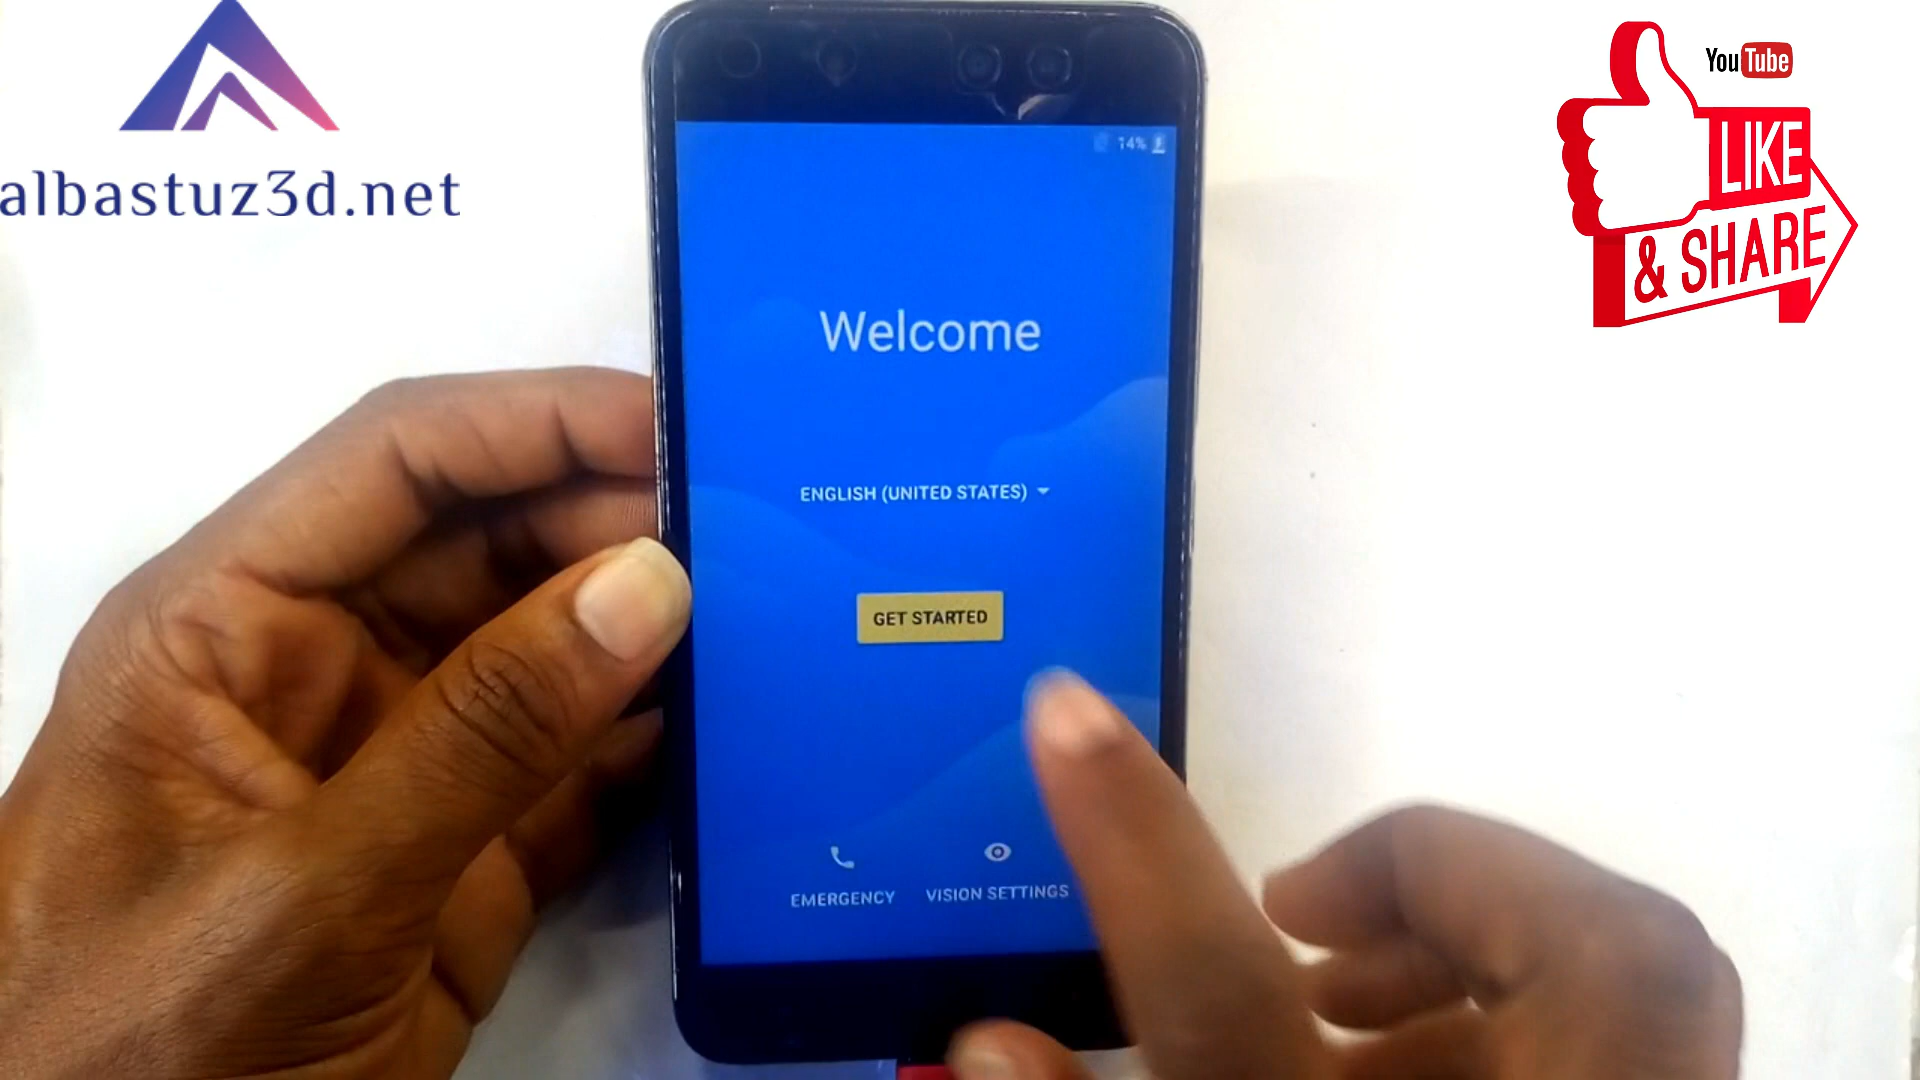 albastuz3d.net
YouTube
LIKE
& SHARE
14%
Welcome
ENGLISH (UNITED STATES)
GET STARTED
EMERGENCY
VISION SETTINGS